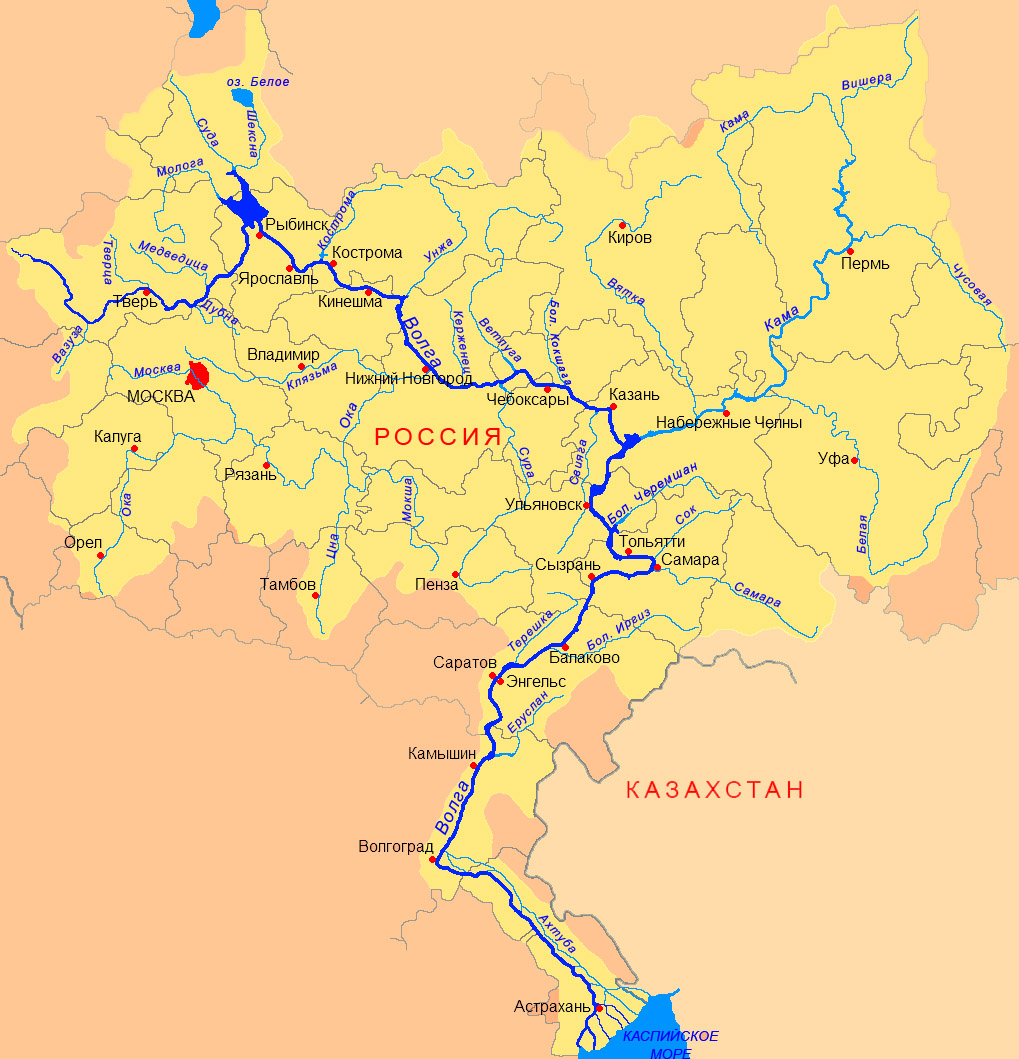 оз. Белое
Вишера
Кама
Суда
Шексна
Молога
Рыбинск
Кострома
Киров
Тверца
Медведица
Унжа
Кострома
Пермь
Ярославль
Чусовая
Вятка
Тверь
Дубна
Кинешма
Кама
Вазуза
Волга
Керженец
Ветлуга
Бол. Кокшага
Владимир
Москва
Клязьма
Нижний Новгород
МОСКВА
Чебоксары
Казань
Ока
Набережные Челны
РОССИЯ
Калуга
Уфа
Рязань
Сура
Свияга
Мокша
Ока
Ульяновск
Бол. Черемшан
Сок
Белая
Орел
Цна
Тольятти
Сызрань
Самара
Тамбов
Пенза
Самара
Терешка
Бол. Иргиз
Балаково
Саратов
Энгельс
Еруслан
Камышин
КАЗАХСТАН
Волга
Волгоград
Ахтуба
Астрахань
КАСПИЙСКОЕ
МОРЕ